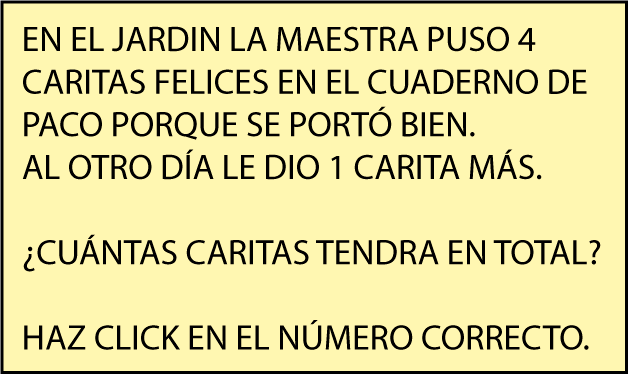 EN EL JARDIN LA MAESTRA PUSO 4
CARITAS FELICES EN EL CUADERNO DE
PACO PORQUE SE PORTÓ BIEN.
AL OTRO DÍA LE DIO 1 CARITA MÁS.
¿CUÁNTAS CARITAS TENDRA EN TOTAL?
HAZ CLICK EN EL NÚMERO CORRECTO.